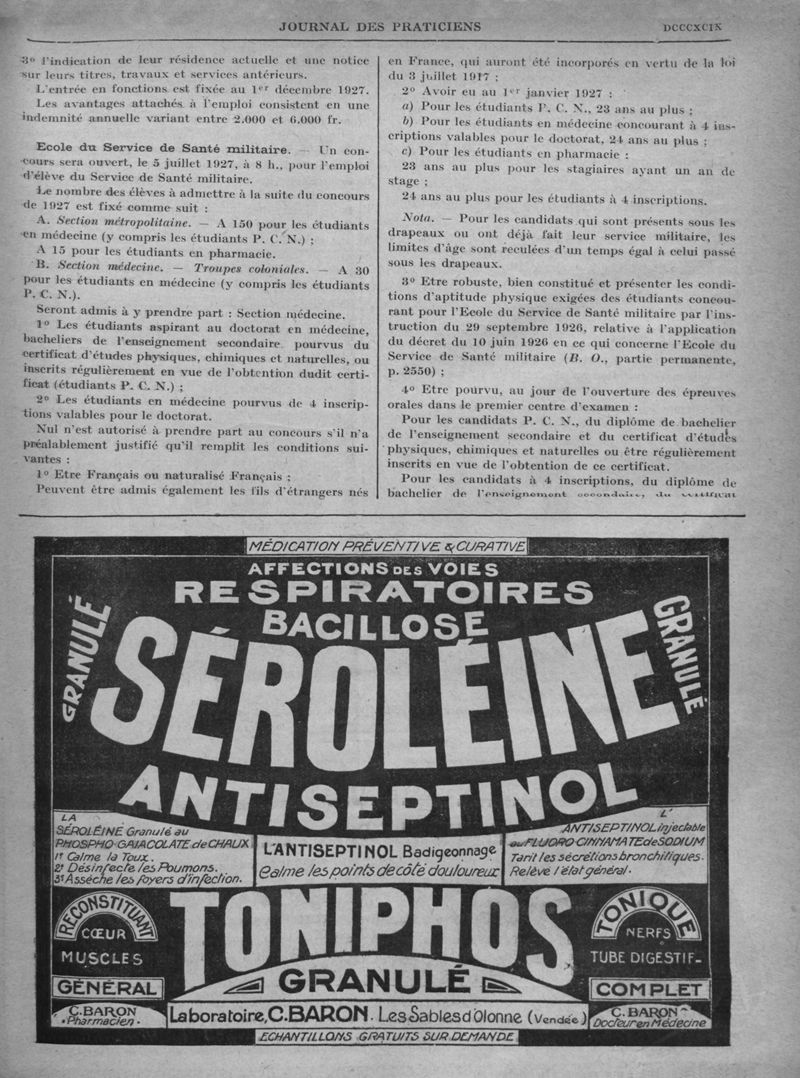 JOURNAL DES PRATICIENS
DCCCXCIX
3º l'indication de leur résidence actuelle et une notice
sur leurs titres, travaux et services antérieurs.
L'entrée en fonctions est fixée au 1er décembre 1927.
Les avantages attachés à l'emploi consistent en une
indemnité annuelle variant entre 2.000 et 6.000 fr.
Ecole du Service de Santé militaire. — Un con-
cours sera ouvert, le 5 juillet 1927, à 8 h., pour l'emploi
d'élève du Service de Santé militaire.
Le nombre des élèves à admettre à la suite du concours
de 1927 est fixé comme suit :
A. Section métropolitaine. — A 150 pour les étudiants
en médecine (y compris les étudiants P. C. N.) ;
A 15 pour les étudiants en pharmacie.
B. Section médecine. — Troupes coloniales. — A 30
pour les étudiants en médecine (y compris les étudiants
P. C. N.).
Seront admis à y prendre part : Section médecine.
1º Les étudiants aspirant au doctorat en médecine,
bacheliers de l'enseignement secondaire pourvus du
certificat d'études physiques, chimiques et naturelles, ou
inscrits régulièrement en vue de l'obtention dudit certi-
ficat (étudiants P. C. N.) ;
2º Les étudiants en médecine pourvus de 4 inscrip-
tions valables pour le doctorat.
Nul n'est autorisé à prendre part au concours s'il n'a
préalablement justifié qu'il remplit les conditions sui-
vantes :
1º Etre Français ou naturalisé Français ;
Peuvent être admis également les fils d'étrangers nés
en France, qui auront été incorporés en vertu de la loi
du 3 juillet 1917 ;
2º Avoir eu au 1er janvier 1927 :
a) Pour les étudiants P. C. N., 23 ans au plus ;
b) Pour les étudiants en médecine concourant à 4 ins-
criptions valables pour le doctorat, 24 ans au plus ;
c) Pour les étudiants en pharmacie :
23 ans au plus pour les stagiaires ayant un an de
stage ;
24 ans au plus pour les étudiants à 4 inscriptions.
Nota. — Pour les candidats qui sont présents sous les
drapeaux ou ont déjà fait leur service militaire, les
limites d'âge sont reculées d'un temps égal à celui passé
sous les drapeaux.
3º Etre robuste, bien constitué et présenter les condi-
tions d'aptitude physique exigées des étudiants concou-
rant pour l'Ecole du Service de Santé militaire par l'ins-
truction du 29 septembre 1926, relative à l'application
du décret du 10 juin 1926 en ce qui concerne l'Ecole du
Service de Santé militaire (B. O., partie permanente,
p. 2550) ;
4º Etre pourvu, au jour de l'ouverture des épreuves
orales dans le premier centre d'examen :
Pour les candidats P. C. N., du diplôme de bachelier
de l'enseignement secondaire et du certificat d'études
physiques, chimiques et naturelles ou être régulièrement
inscrits en vue de l'obtention de ce certificat.
Pour les candidats à 4 inscriptions, du diplôme de
bachelier de l'enseignement secondaire, du certificat
MÉDICATION PRÉVENTIVE & CURATIVE
AFFECTIONS DES VOIES
RESPIRATOIRES
BACILLOSE
GRANULÉ
SÉROLÉINE
GRANULÉ
ANTISEPTINOL
LA
SÉROLÉINE Granulé au
PHOSPHO-GAIACOLATE de CHAUX
1º Calme la Toux.
2º Désinfecte les Poumons.
3º Assèche les foyers d'infection.
L'ANTISEPTINOL Badigeonnage
Calme les points de côté douloureux
L'
ANTISEPTINOL injectable
au FLUORO CINNAMATE de SODIUM
Tarit les sécrétions bronchitiques.
Relève l'état général.
RECONSTITUANT
CŒUR
MUSCLES
GÉNÉRAL
TONIPHOS
GRANULÉ
TONIQUE
NERFS
TUBE DIGESTIF
COMPLET
C. BARON
Pharmacien
Laboratoire, C. BARON. Les Sables d'Olonne (Vendée)
C. BARON
Docteur en Médecine
ECHANTILLONS GRATUITS SUR DEMANDE